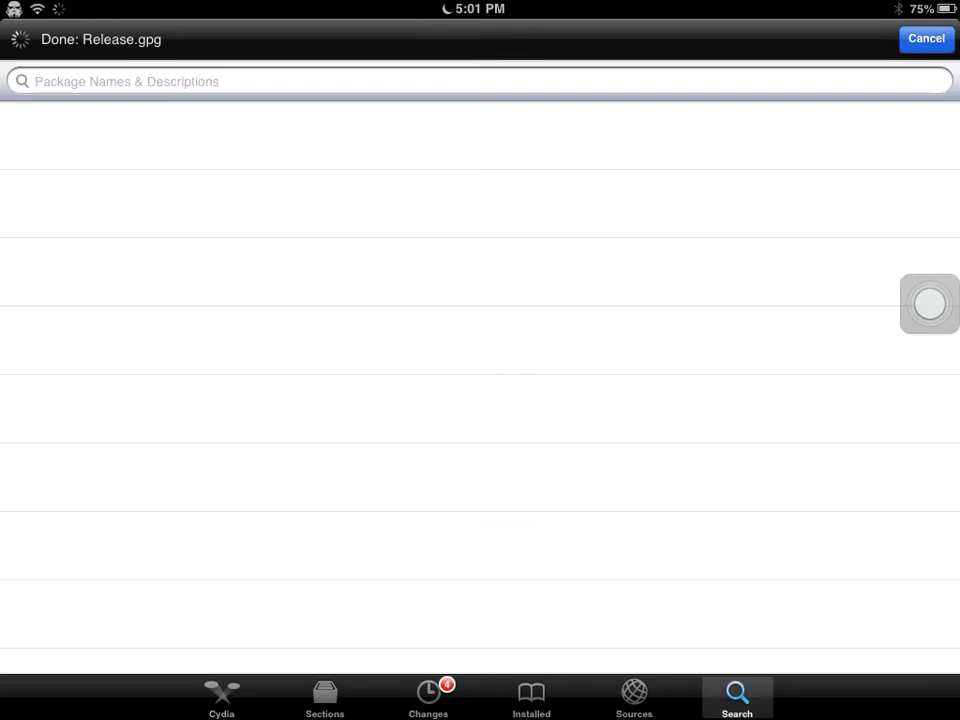 5:01 PM
75%
Done: Release.gpg
Cancel
Package Names & Descriptions
4
Cydia
Sections
Changes
Installed
Sources
Search